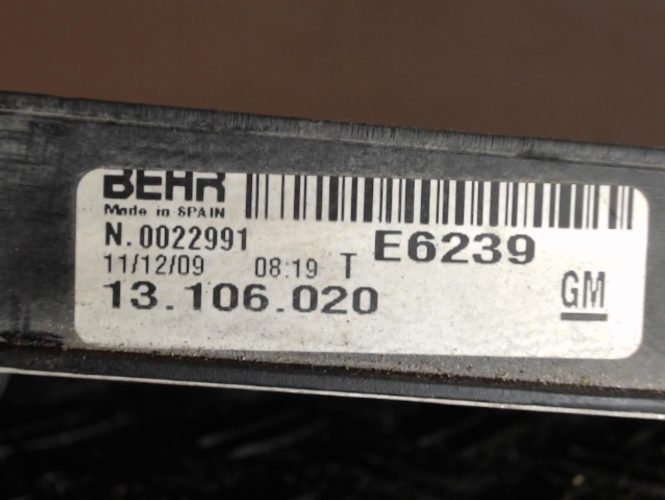 BEHR
Made in SPAIN
N.0022991 E6239
11/12/09 08:19 T
13.106.020 GM